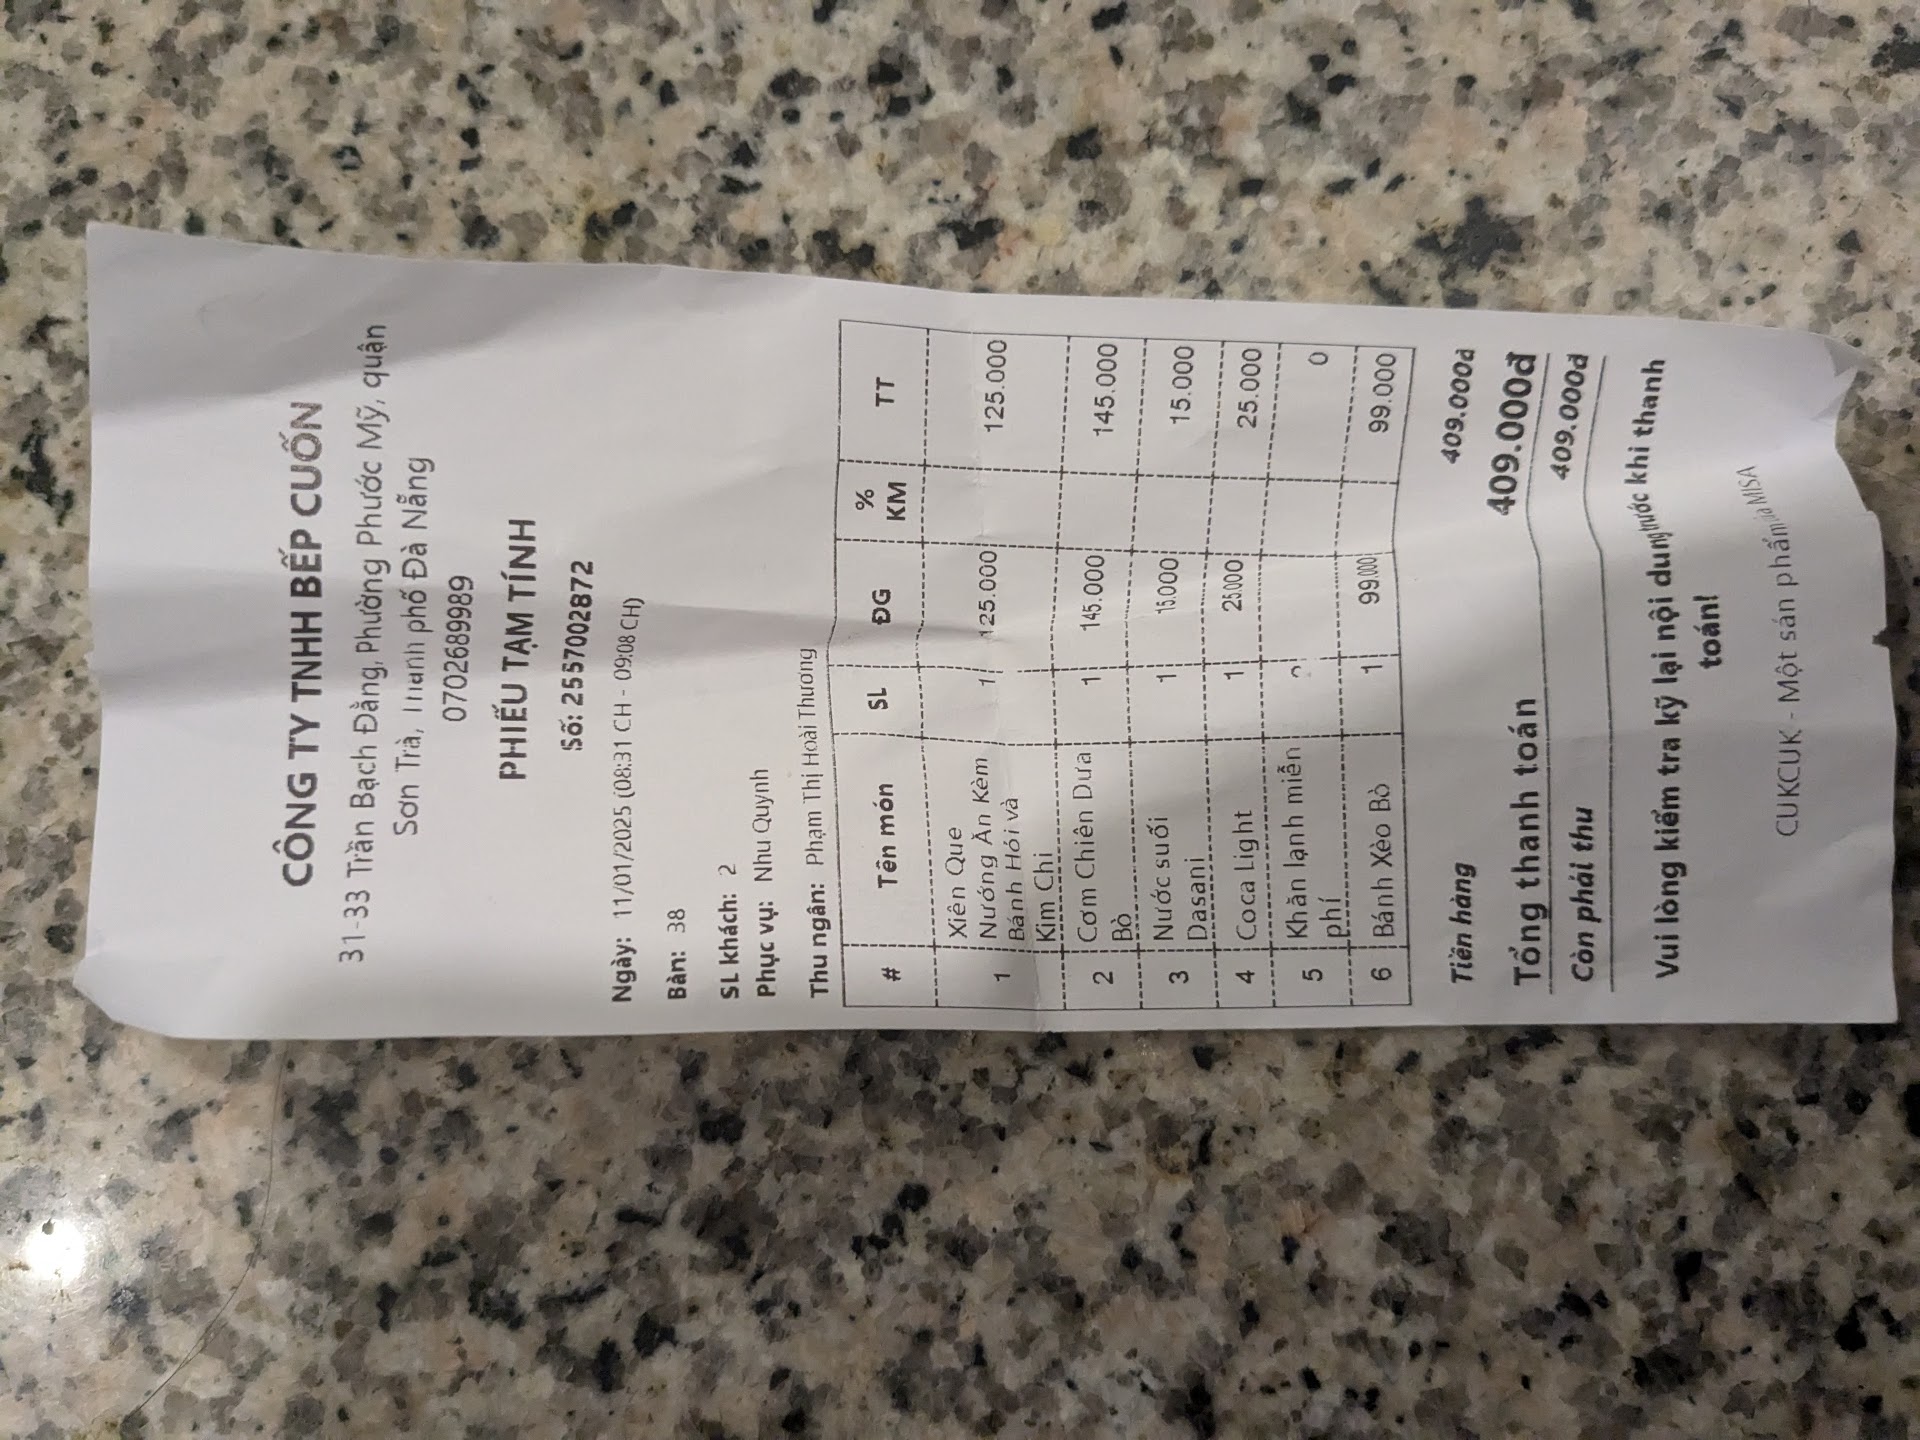 CÔNG TY TNHH BẾP CUỐN
31-33 Trần Bạch Đằng, Phường Phước Mỹ, quận
Sơn Trà, Thành phố Đà Nẵng
0702689989
PHIẾU TẠM TÍNH
Số: 2557002872
Ngày: 11/01/2025 (08:31 CH - 09:08 CH)
Bàn: 38
SL khách: 2
Phục vụ: Như Quỳnh
Thu ngân: Phạm Thị Hoài Thương
# Tên món SL ĐG % KM TT
Xiên Que
1 Nướng Ăn Kèm 1 125.000 125.000
Bánh Hỏi và
Kim Chi
2 Cơm Chiên Dưa 1 145.000 145.000
Bò
3 Nước suối 1 15.000 15.000
Dasani
4 Coca Light 1 25.000 25.000
5 Khăn lạnh miễn 2 0
phí
6 Bánh Xèo Bò 1 99.000 99.000
Tiền hàng 409.000đ
Tổng thanh toán 409.000đ
Còn phải thu 409.000đ
Vui lòng kiểm tra kỹ lại nội dung trước khi thanh
toán!
CUKCUK - Một sản phẩm của MISA